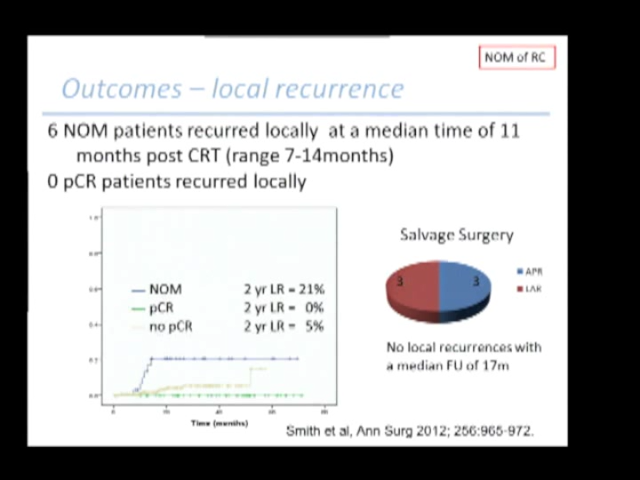 NOM of RC
Outcomes – local recurrence
6 NOM patients recurred locally at a median time of 11
months post CRT (range 7-14months)
0 pCR patients recurred locally
NOM 2 yr LR = 21%
pCR 2 yr LR = 0%
no pCR 2 yr LR = 5%
Time (months)
Salvage Surgery
3 3
APR
LAR
No local recurrences with
a median FU of 17m
Smith et al, Ann Surg 2012; 256:965-972.